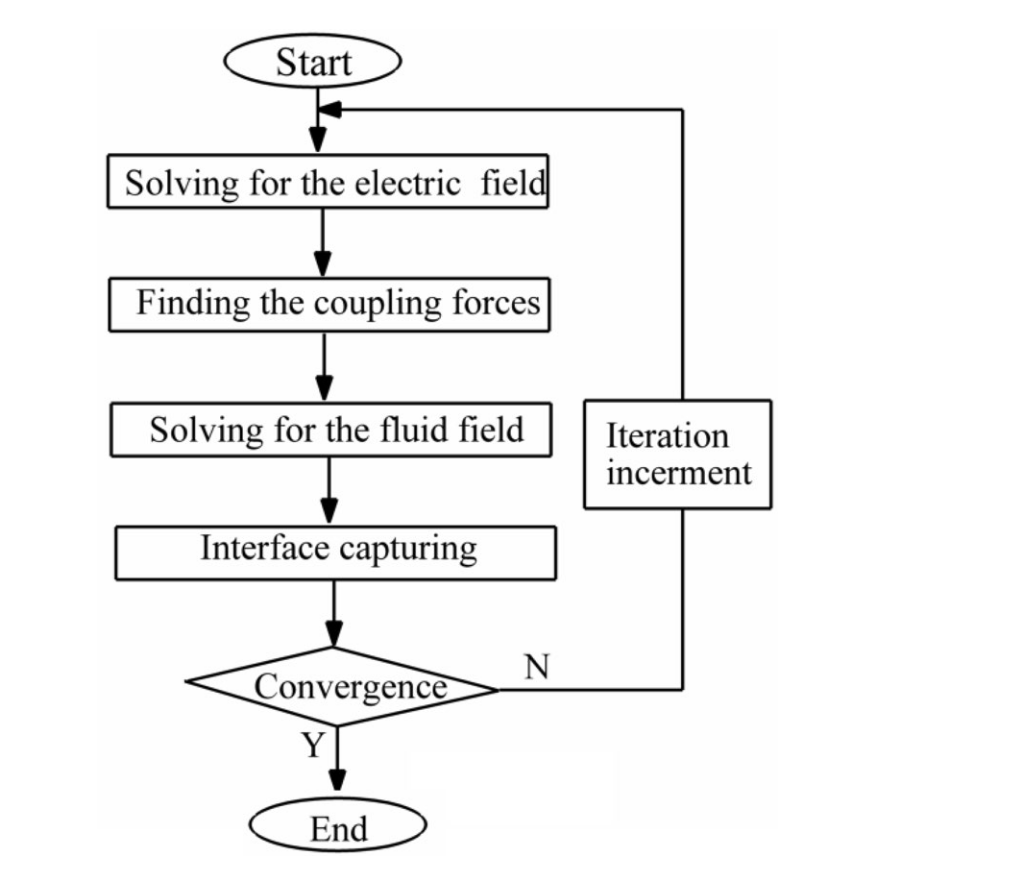 Start
Solving for the electric field
Finding the coupling forces
Solving for the fluid field
Iteration
incerment
Interface capturing
Convergence
N
Y
End